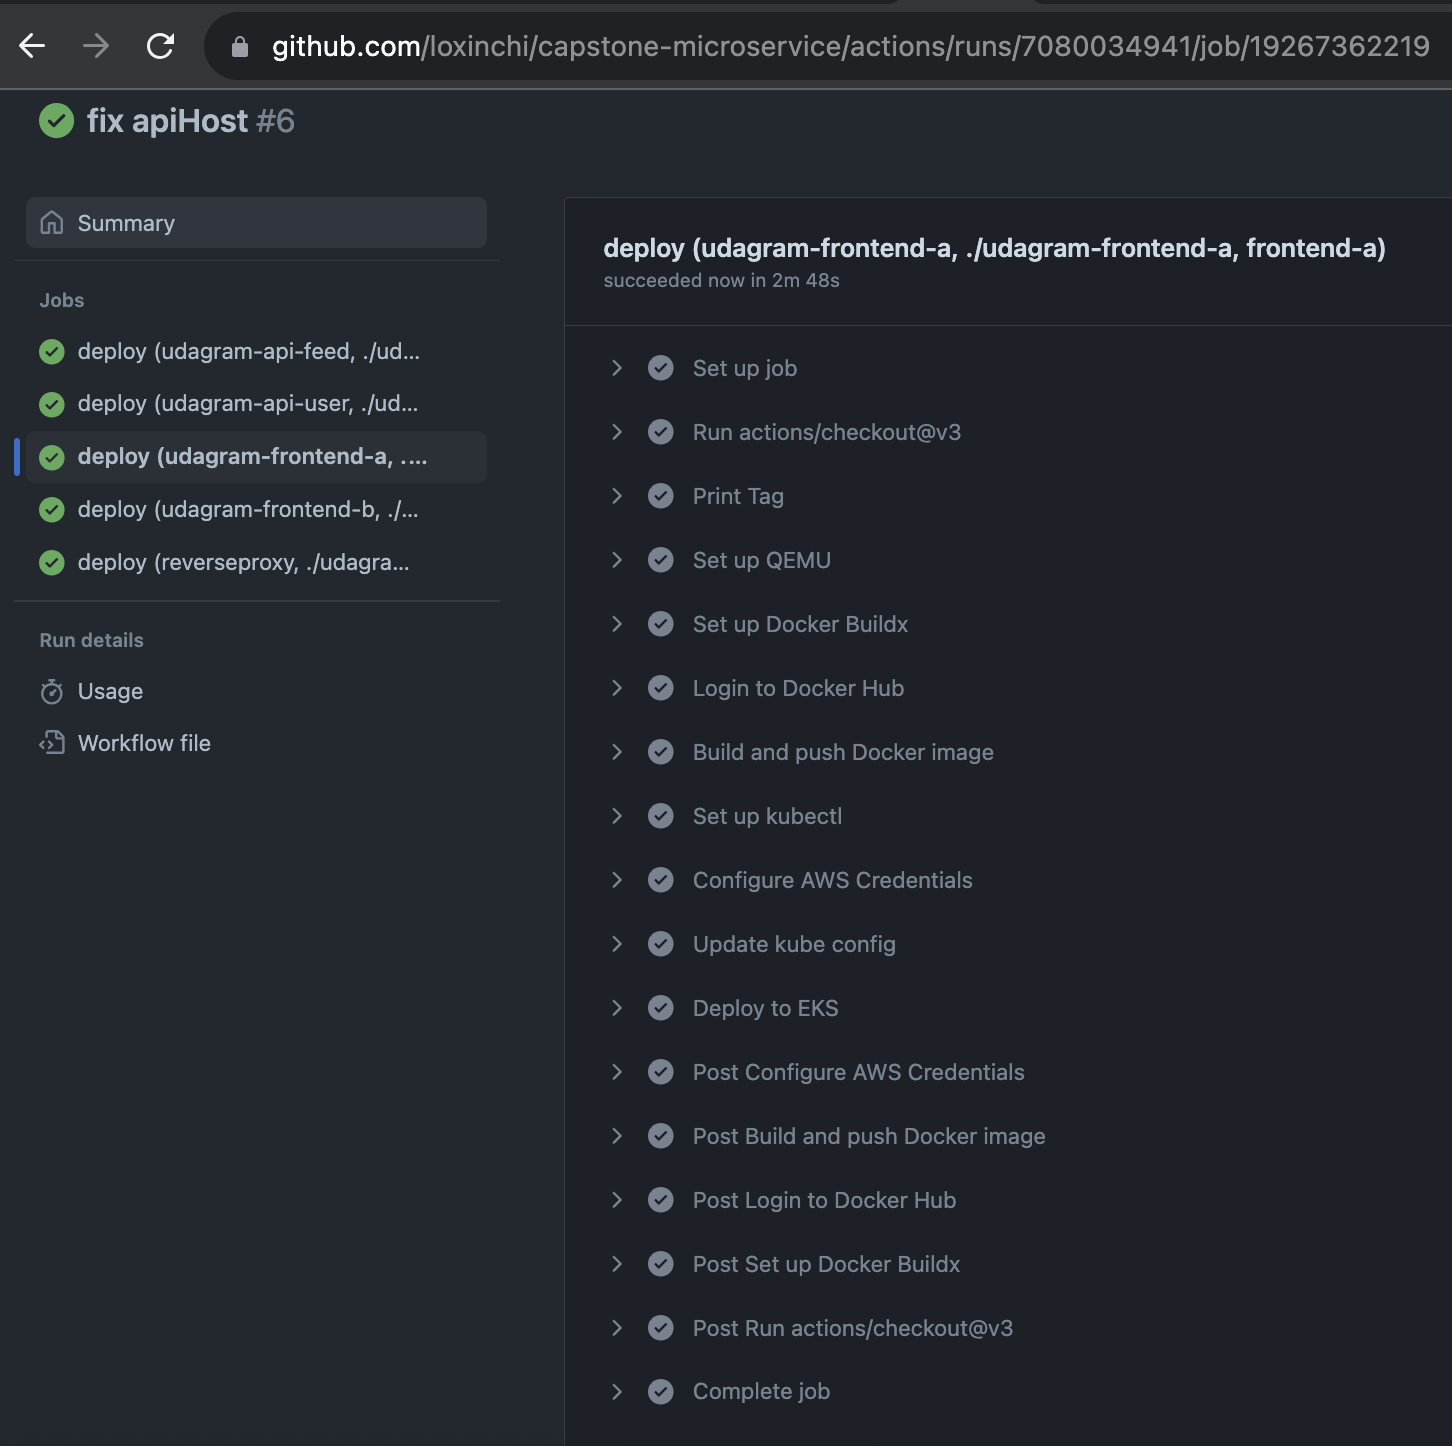 github.com/loxinchi/capstone-microservice/actions/runs/7080034941/job/19267362219
fix apiHost #6
Summary
Jobs
deploy (udagram-api-feed, ./ud...
deploy (udagram-api-user, ./ud...
deploy (udagram-frontend-a, ....
deploy (udagram-frontend-b, ./...
deploy (reverseproxy, ./udagra...
Run details
Usage
Workflow file
deploy (udagram-frontend-a, ./udagram-frontend-a, frontend-a)
succeeded now in 2m 48s
Set up job
Run actions/checkout@v3
Print Tag
Set up QEMU
Set up Docker Buildx
Login to Docker Hub
Build and push Docker image
Set up kubectl
Configure AWS Credentials
Update kube config
Deploy to EKS
Post Configure AWS Credentials
Post Build and push Docker image
Post Login to Docker Hub
Post Set up Docker Buildx
Post Run actions/checkout@v3
Complete job